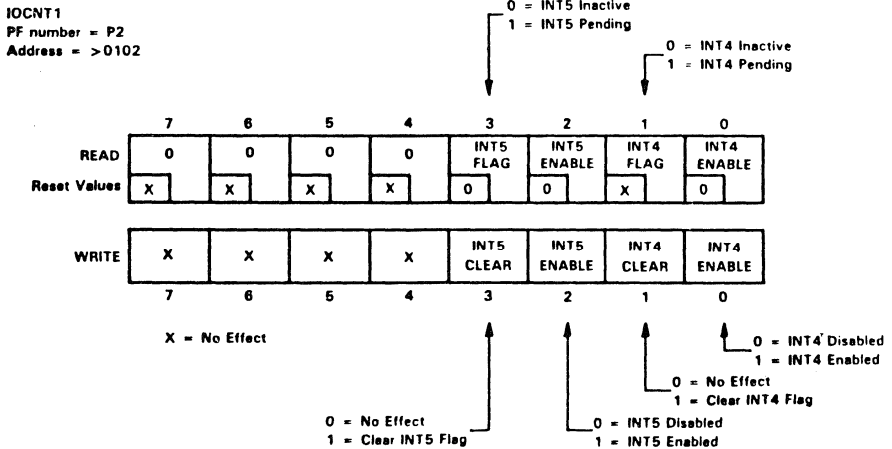 IOCNT1
PF number = P2
Address = >0102
0 = INT5 Inactive
1 = INT5 Pending
0 = INT4 Inactive
1 = INT4 Pending
7 6 5 4 3 2 1 0
READ 0 0 0 0 INT5 FLAG INT5 ENABLE INT4 FLAG INT4 ENABLE
Reset Values X X X X 0 0 X 0
WRITE X X X X INT5 CLEAR INT5 ENABLE INT4 CLEAR INT4 ENABLE
7 6 5 4 3 2 1 0
X = No Effect
0 = INT4 Disabled
1 = INT4 Enabled
0 = No Effect
1 = Clear INT4 Flag
0 = No Effect
1 = Clear INT5 Flag
0 = INT5 Disabled
1 = INT5 Enabled